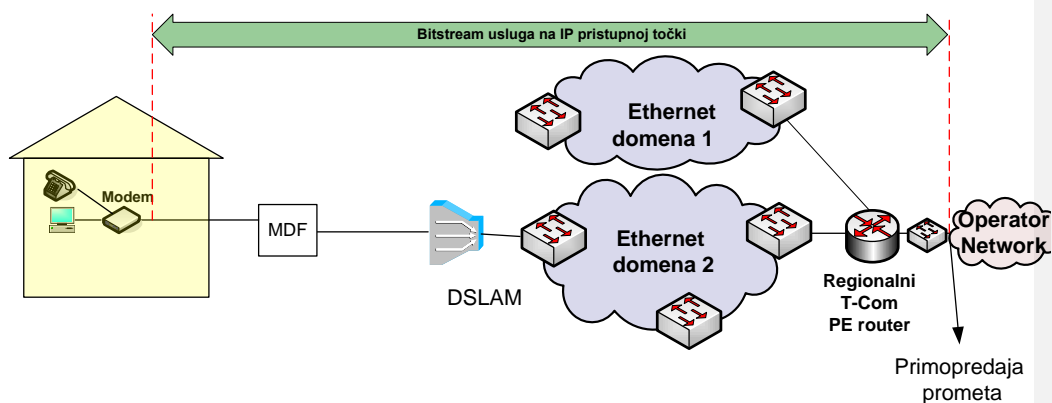 Bitstream usluga na IP pristupnoj točki
Ethernet
domena 1
Modem
MDF
DSLAM
Ethernet
domena 2
Regionalni
T-Com
PE router
Operator
Network
Primopredaja
prometa